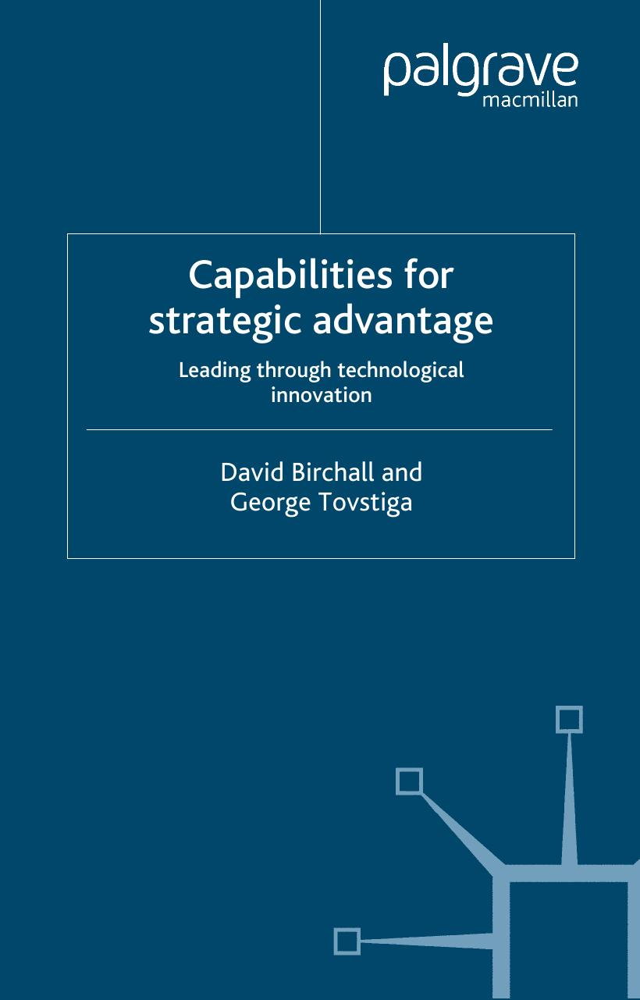 palgrave
macmillan
Capabilities for
strategic advantage
Leading through technological
innovation
David Birchall and
George Tovstiga